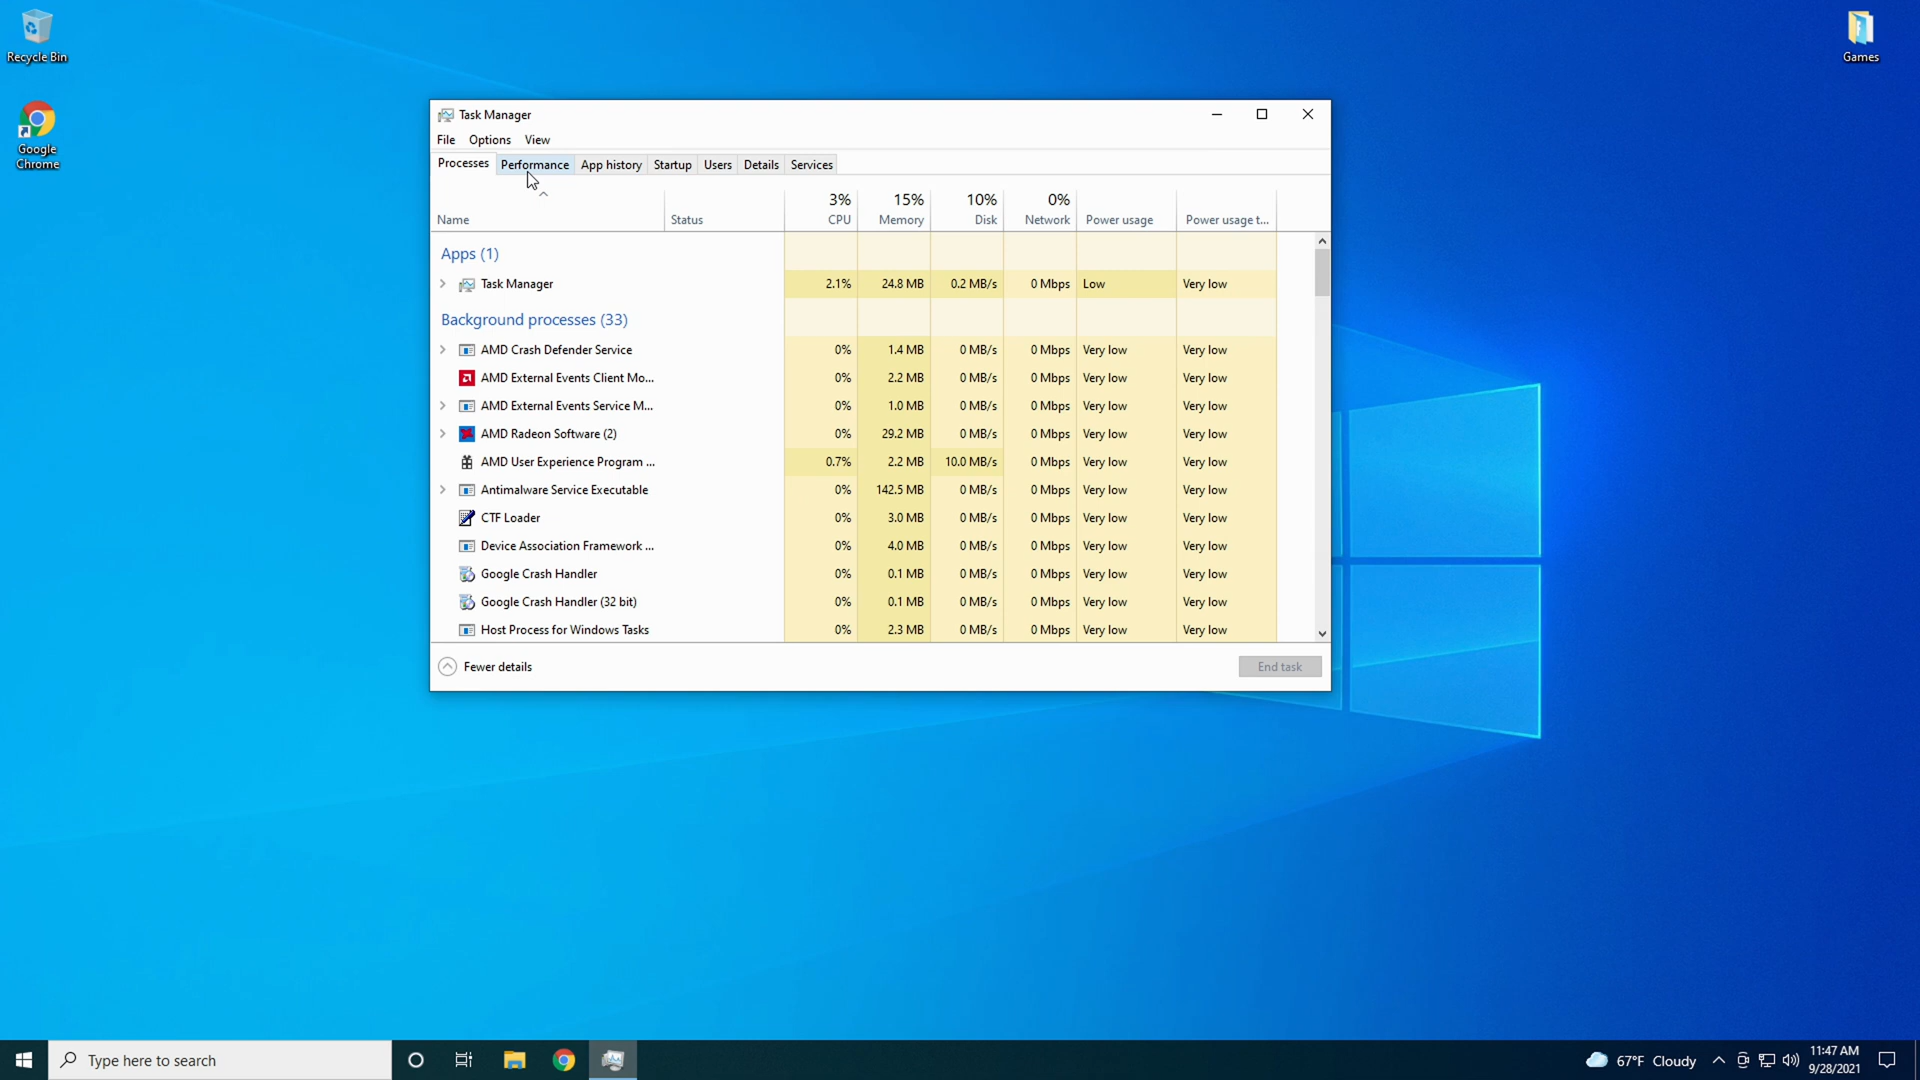 Recycle Bin
Google
Chrome
Games
Task Manager
File Options View
Processes Performance App history Startup Users Details Services
3% 15% 10% 0%
Name Status CPU Memory Disk Network Power usage Power usage t...
Apps (1)
Task Manager 2.1% 24.8 MB 0.2 MB/s 0 Mbps Low Very low
Background processes (33)
AMD Crash Defender Service 0% 1.4 MB 0 MB/s 0 Mbps Very low Very low
AMD External Events Client Mo... 0% 2.2 MB 0 MB/s 0 Mbps Very low Very low
AMD External Events Service M... 0% 1.0 MB 0 MB/s 0 Mbps Very low Very low
AMD Radeon Software (2) 0% 29.2 MB 0 MB/s 0 Mbps Very low Very low
AMD User Experience Program ... 0.7% 2.2 MB 10.0 MB/s 0 Mbps Very low Very low
Antimalware Service Executable 0% 142.5 MB 0 MB/s 0 Mbps Very low Very low
CTF Loader 0% 3.0 MB 0 MB/s 0 Mbps Very low Very low
Device Association Framework ... 0% 4.0 MB 0 MB/s 0 Mbps Very low Very low
Google Crash Handler 0% 0.1 MB 0 MB/s 0 Mbps Very low Very low
Google Crash Handler (32 bit) 0% 0.1 MB 0 MB/s 0 Mbps Very low Very low
Host Process for Windows Tasks 0% 2.3 MB 0 MB/s 0 Mbps Very low Very low
Fewer details End task
Type here to search
67°F Cloudy
11:47 AM
9/28/2021